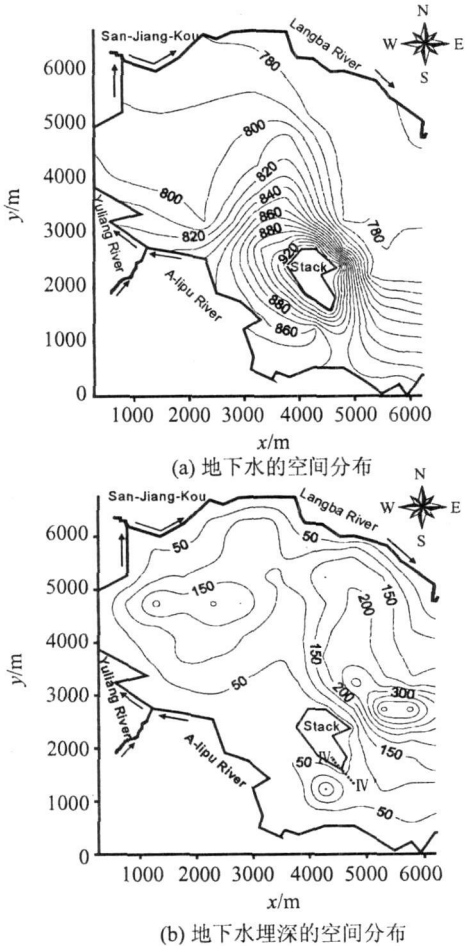 N
San-Jiang-Kou
Langba River
W E
S
6000
5000
4000
3000
2000
1000
0
y/m
780
800
820
840
860
880
920
800
820
780
Stack
880
860
Yuliang River
A-lipu River
1000 2000 3000 4000 5000 6000
x/m
(a) 地下水的空间分布
N
San-Jiang-Kou
Langba River
W E
S
6000
5000
4000
3000
2000
1000
0
y/m
50
50
150
150
200
150
50
200
300
150
Stack
50
IV
IV
50
Yuliang River
A-lipu River
1000 2000 3000 4000 5000 6000
x/m
(b) 地下水埋深的空间分布